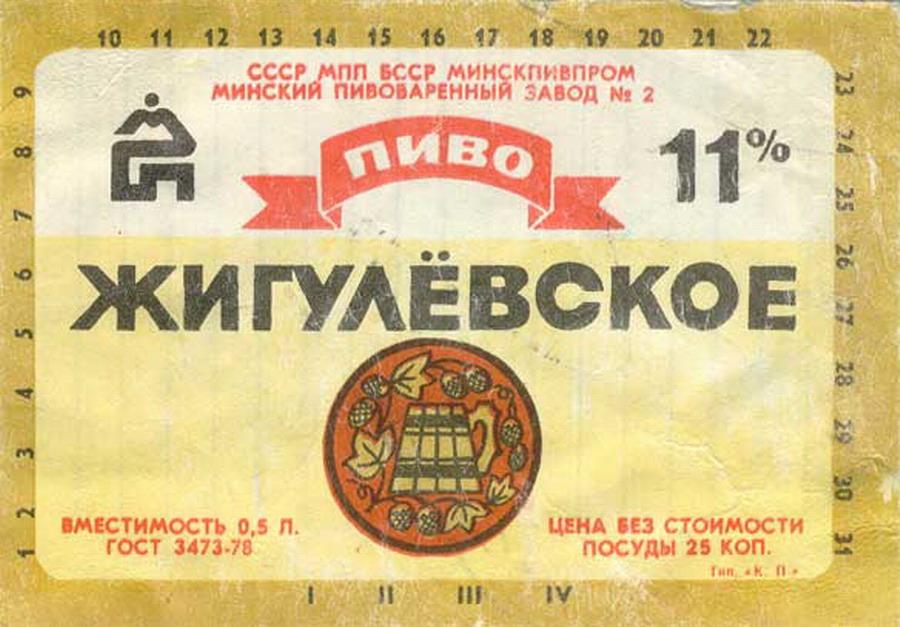 10 11 12 13 14 15 16 17 18 19 20 21 22
СССР МПП БССР МИНСКПИВПРОМ
МИНСКИЙ ПИВОВАРЕННЫЙ ЗАВОД № 2
ПИВО
11%
ЖИГУЛЁВСКОЕ
ВМЕСТИМОСТЬ 0,5 Л.
ГОСТ 3473-78
ЦЕНА БЕЗ СТОИМОСТИ
ПОСУДЫ 25 КОП.
Тип. «К. П»
1 2 3 4 5 6 7 8 9
23 24 25 26 27 28 29 30 31
I II III IV